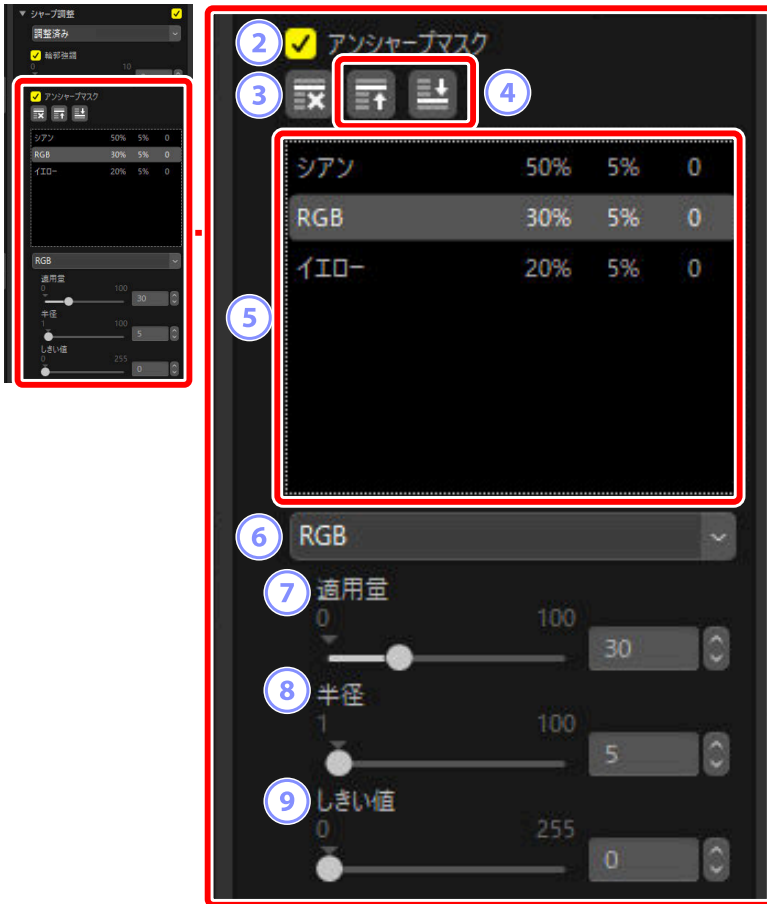 シャープ調整
調整済み
輪郭強調
0 10
アンシャープマスク
シアン 50% 5% 0
RGB 30% 5% 0
イエロー 20% 5% 0
RGB
適用量
0 100
30
半径
1 100
5
しきい値
0 255
0
2 アンシャープマスク
3 4
シアン 50% 5% 0
RGB 30% 5% 0
イエロー 20% 5% 0
5
6 RGB
7 適用量
0 100
30
8 半径
1 100
5
9 しきい値
0 255
0